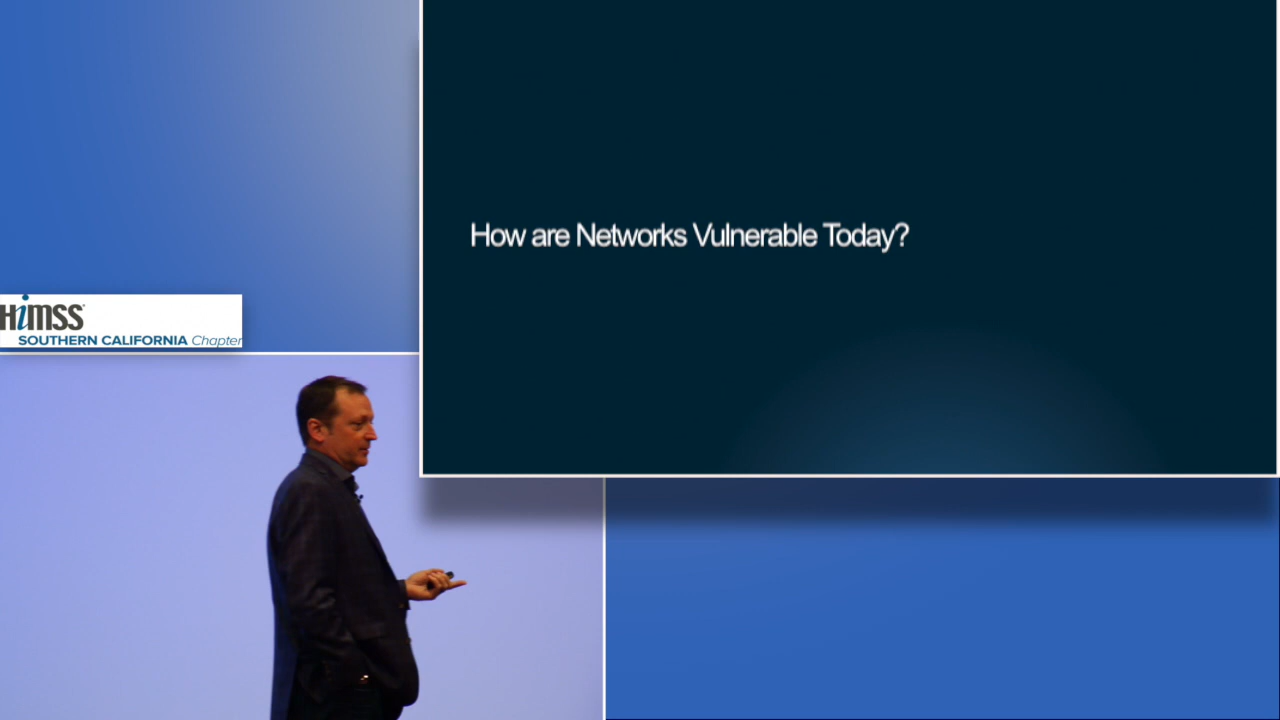 How are Networks Vulnerable Today?
HiMSS
SOUTHERN CALIFORNIA Chapter